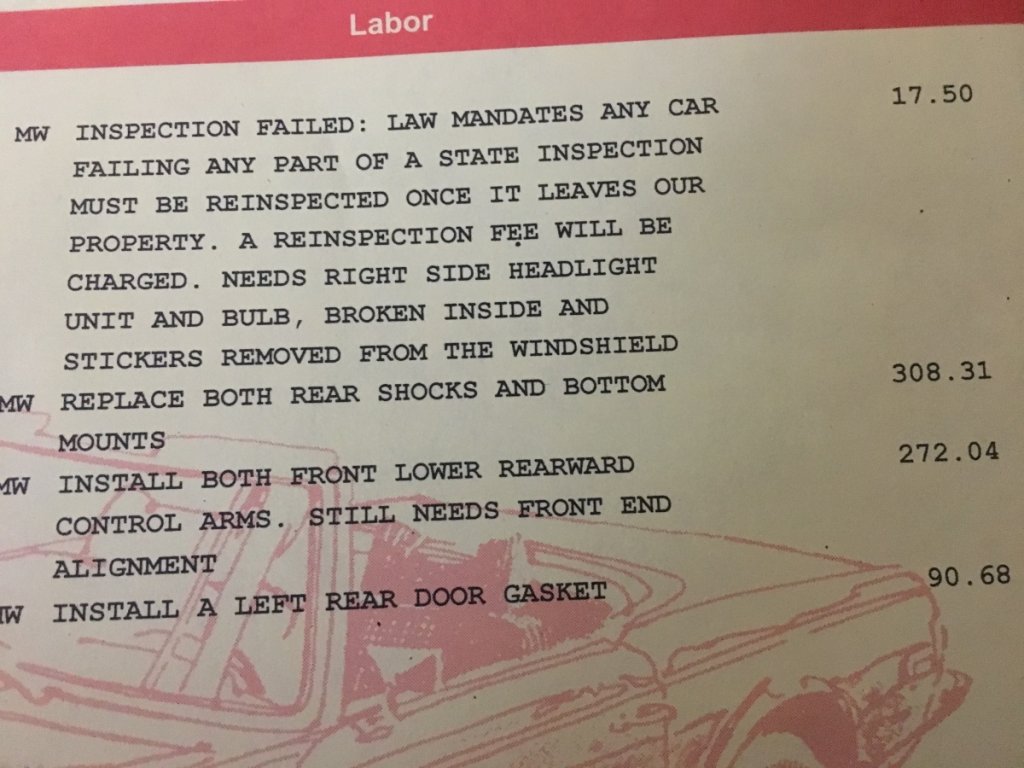 Labor
MW INSPECTION FAILED: LAW MANDATES ANY CAR 17.50
FAILING ANY PART OF A STATE INSPECTION
MUST BE REINSPECTED ONCE IT LEAVES OUR
PROPERTY. A REINSPECTION FEE WILL BE
CHARGED. NEEDS RIGHT SIDE HEADLIGHT
UNIT AND BULB, BROKEN INSIDE AND
STICKERS REMOVED FROM THE WINDSHIELD
MW REPLACE BOTH REAR SHOCKS AND BOTTOM 308.31
MOUNTS
MW INSTALL BOTH FRONT LOWER REARWARD 272.04
CONTROL ARMS. STILL NEEDS FRONT END
ALIGNMENT
MW INSTALL A LEFT REAR DOOR GASKET 90.68